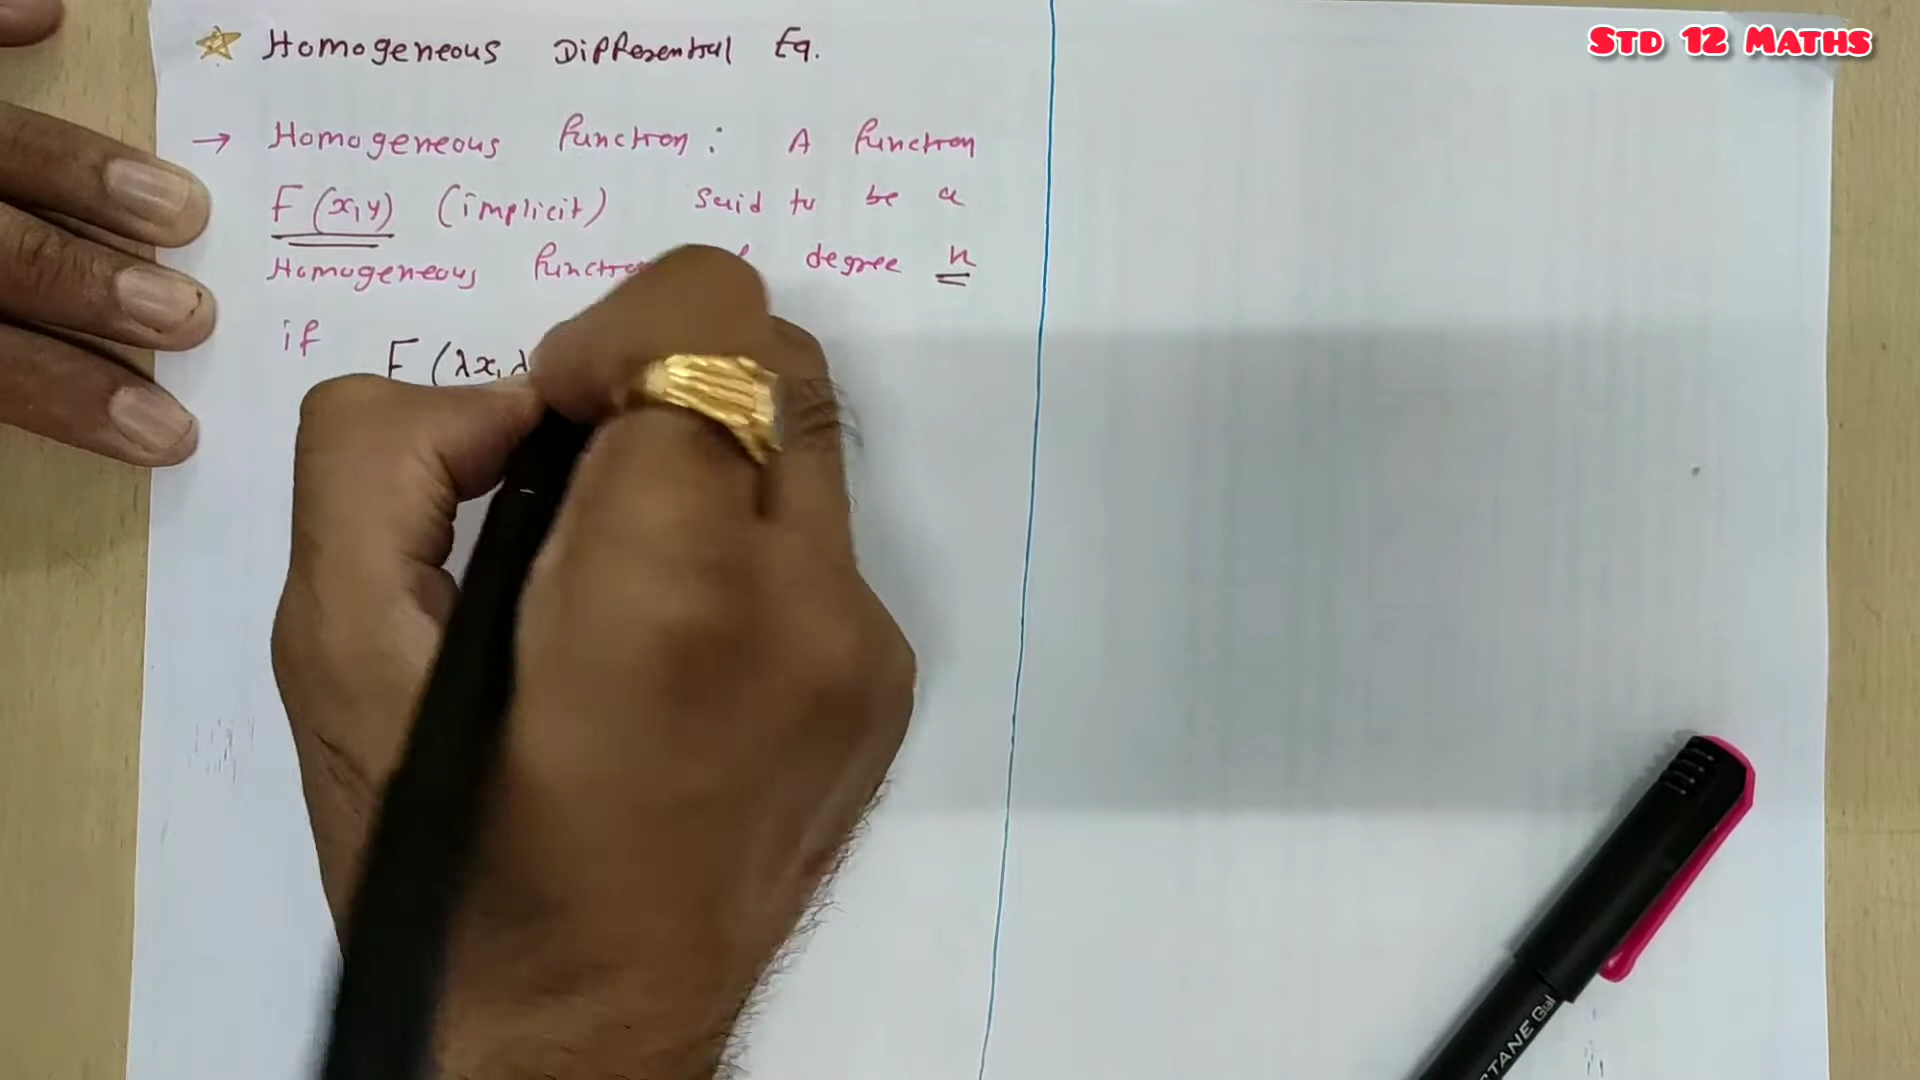 Homogeneous Differential Eq.
Std 12 Maths
→ Homogeneous function: A function
F(x,y) (implicit) said to be a
Homogeneous degree n
if F(λx, λ